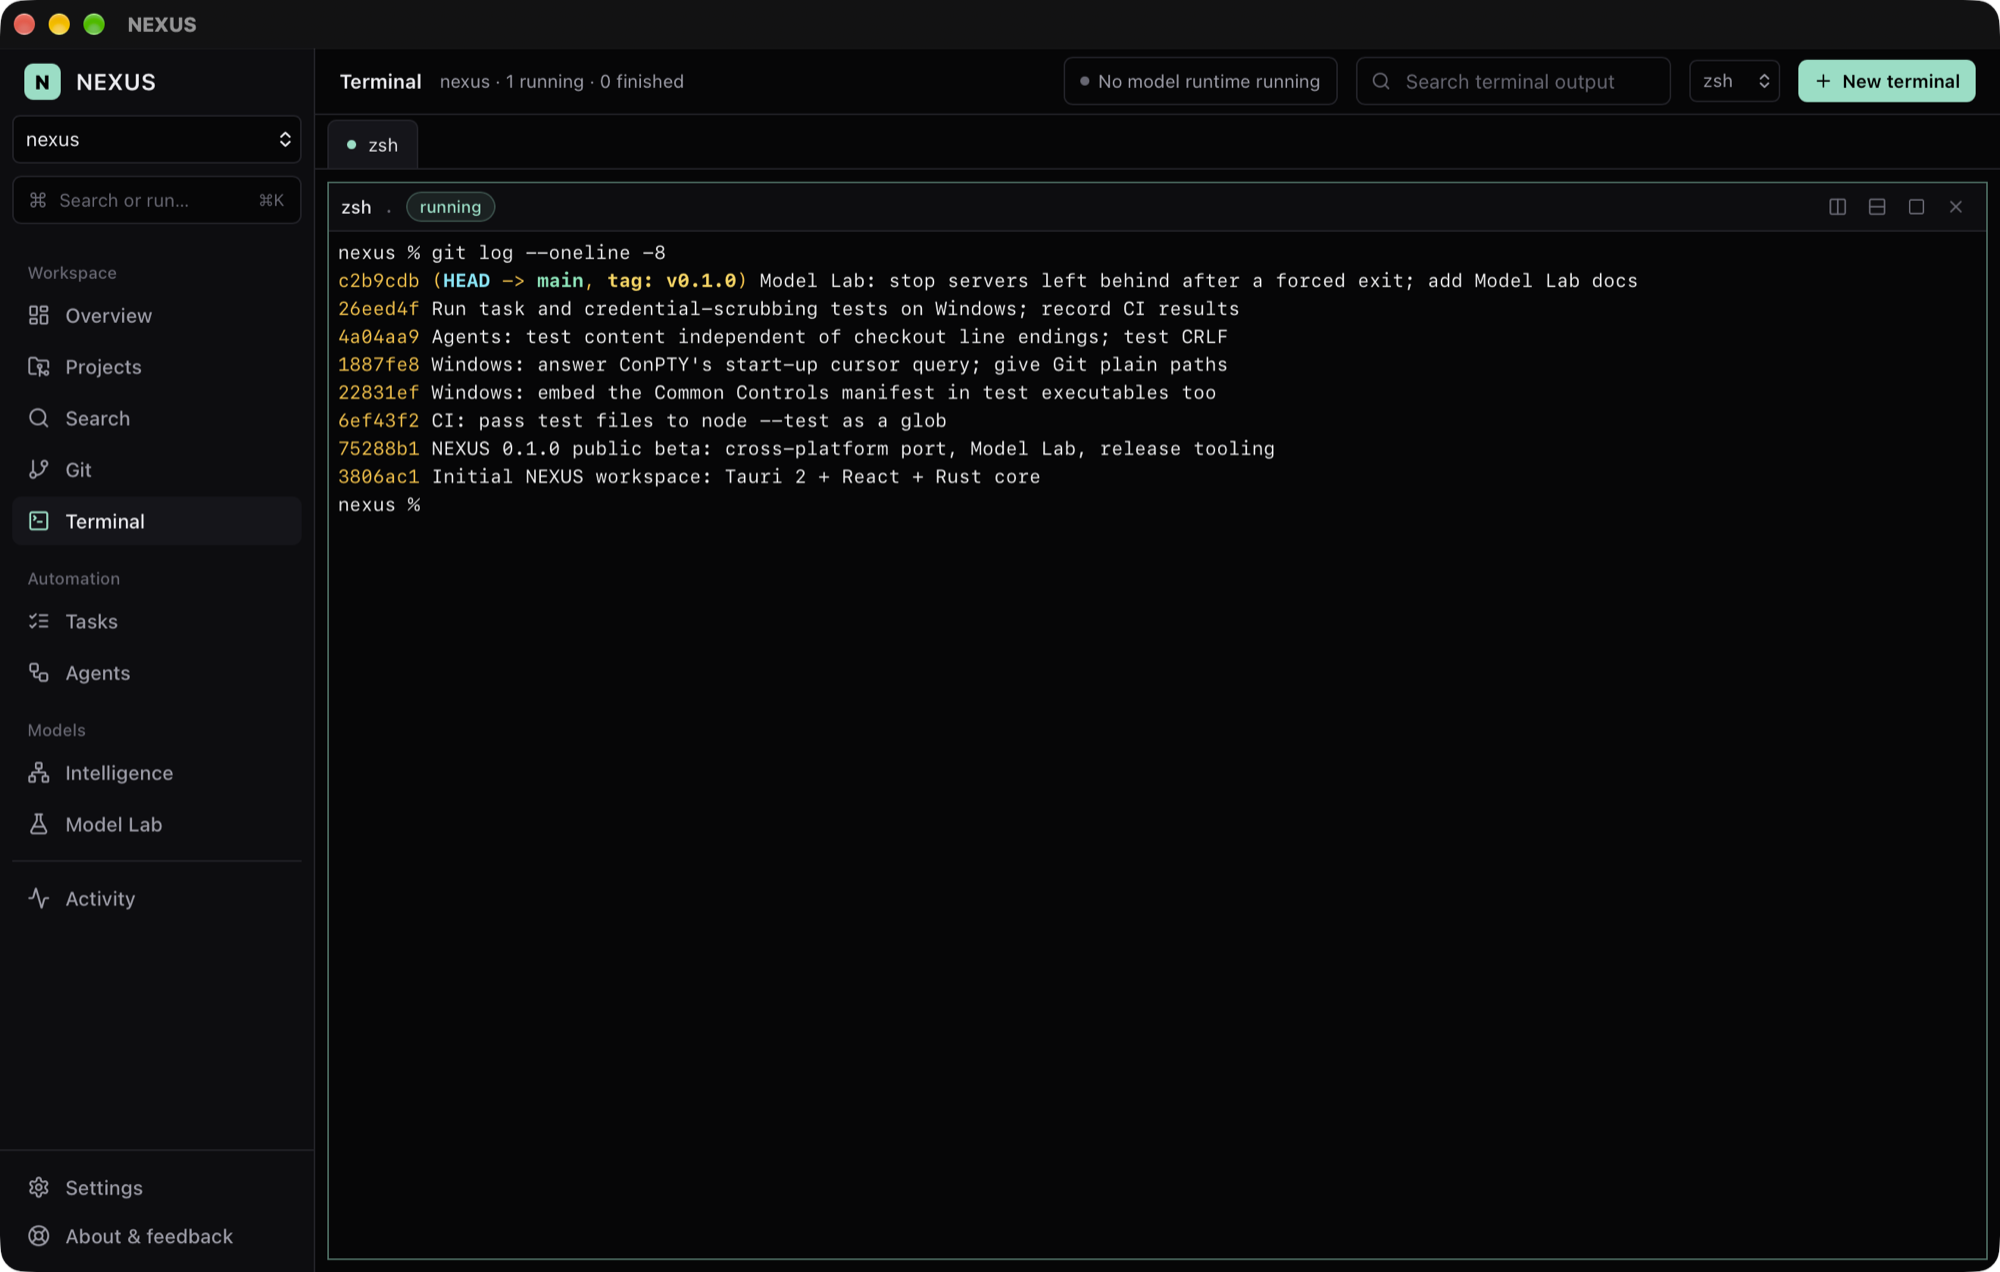 NEXUS
N NEXUS
nexus
⌘ Search or run... ⌘K
Workspace
Overview
Projects
Search
Git
Terminal
Automation
Tasks
Agents
Models
Intelligence
Model Lab
Activity
Settings
About & feedback
Terminal nexus · 1 running · 0 finished
No model runtime running
Search terminal output
zsh
+ New terminal
zsh
zsh . running
nexus % git log --oneline -8
c2b9cdb (HEAD -> main, tag: v0.1.0) Model Lab: stop servers left behind after a forced exit; add Model Lab docs
26eed4f Run task and credential-scrubbing tests on Windows; record CI results
4a04aa9 Agents: test content independent of checkout line endings; test CRLF
1887fe8 Windows: answer ConPTY's start-up cursor query; give Git plain paths
22831ef Windows: embed the Common Controls manifest in test executables too
6ef43f2 CI: pass test files to node --test as a glob
75288b1 NEXUS 0.1.0 public beta: cross-platform port, Model Lab, release tooling
3806ac1 Initial NEXUS workspace: Tauri 2 + React + Rust core
nexus %